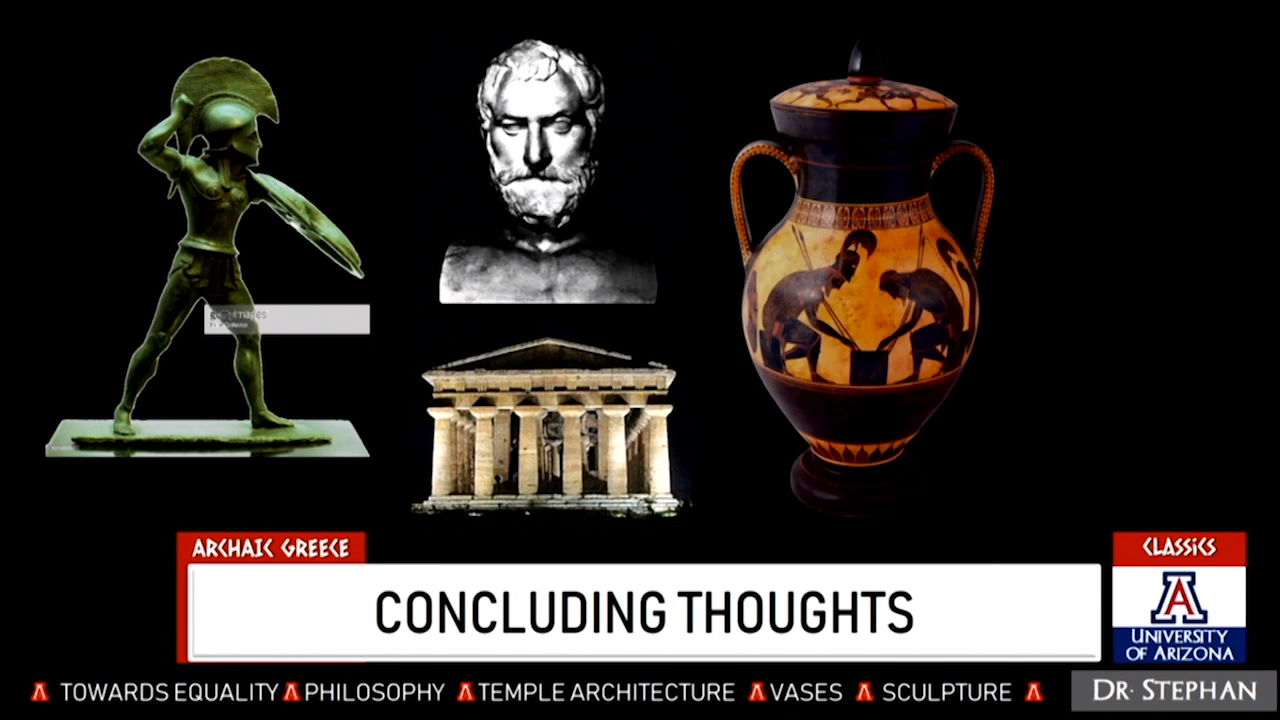 ARCHAIC GREECE
CONCLUDING THOUGHTS
CLASSICS
A
UNIVERSITY
OF ARIZONA
TOWARDS EQUALITY PHILOSOPHY TEMPLE ARCHITECTURE VASES SCULPTURE
DR. STEPHAN